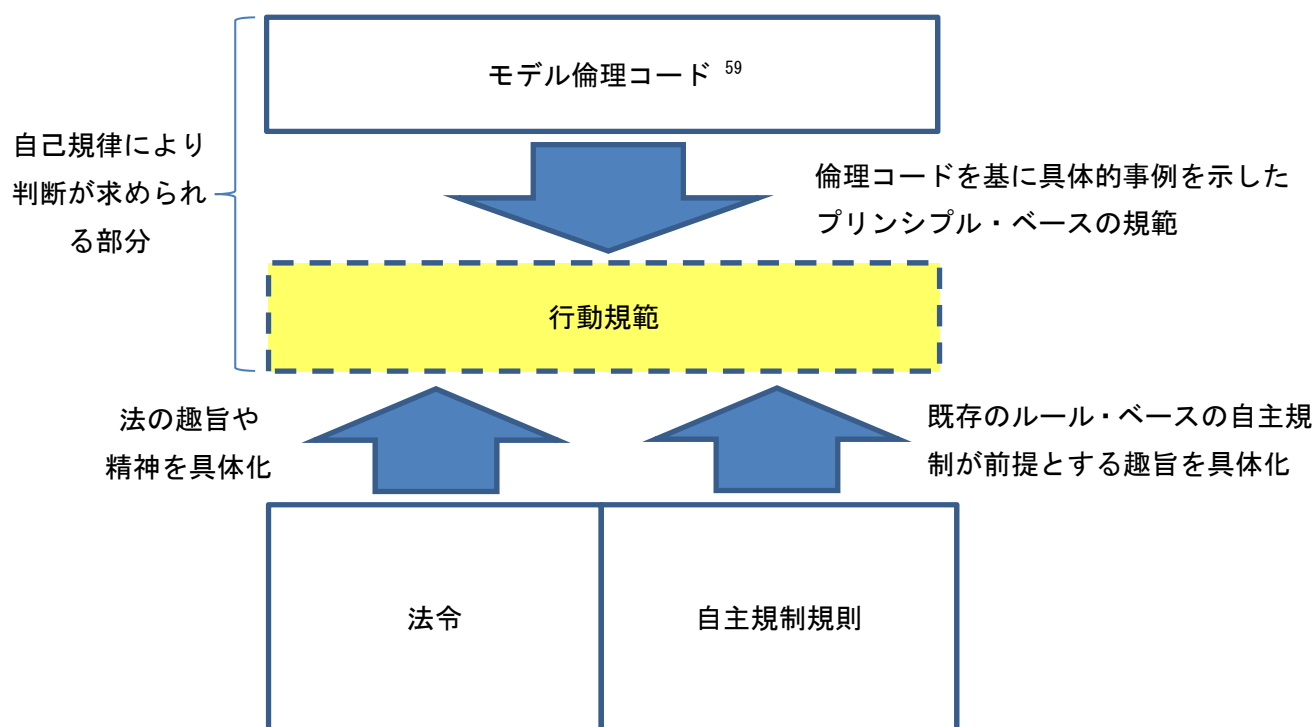 モデル倫理コード 59
自己規律により
判断が求められ
る部分
倫理コードを基に具体的事例を示した
プリンシプル・ベースの規範
行動規範
法の趣旨や
精神を具体化
既存のルール・ベースの自主規
制が前提とする趣旨を具体化
法令
自主規制規則